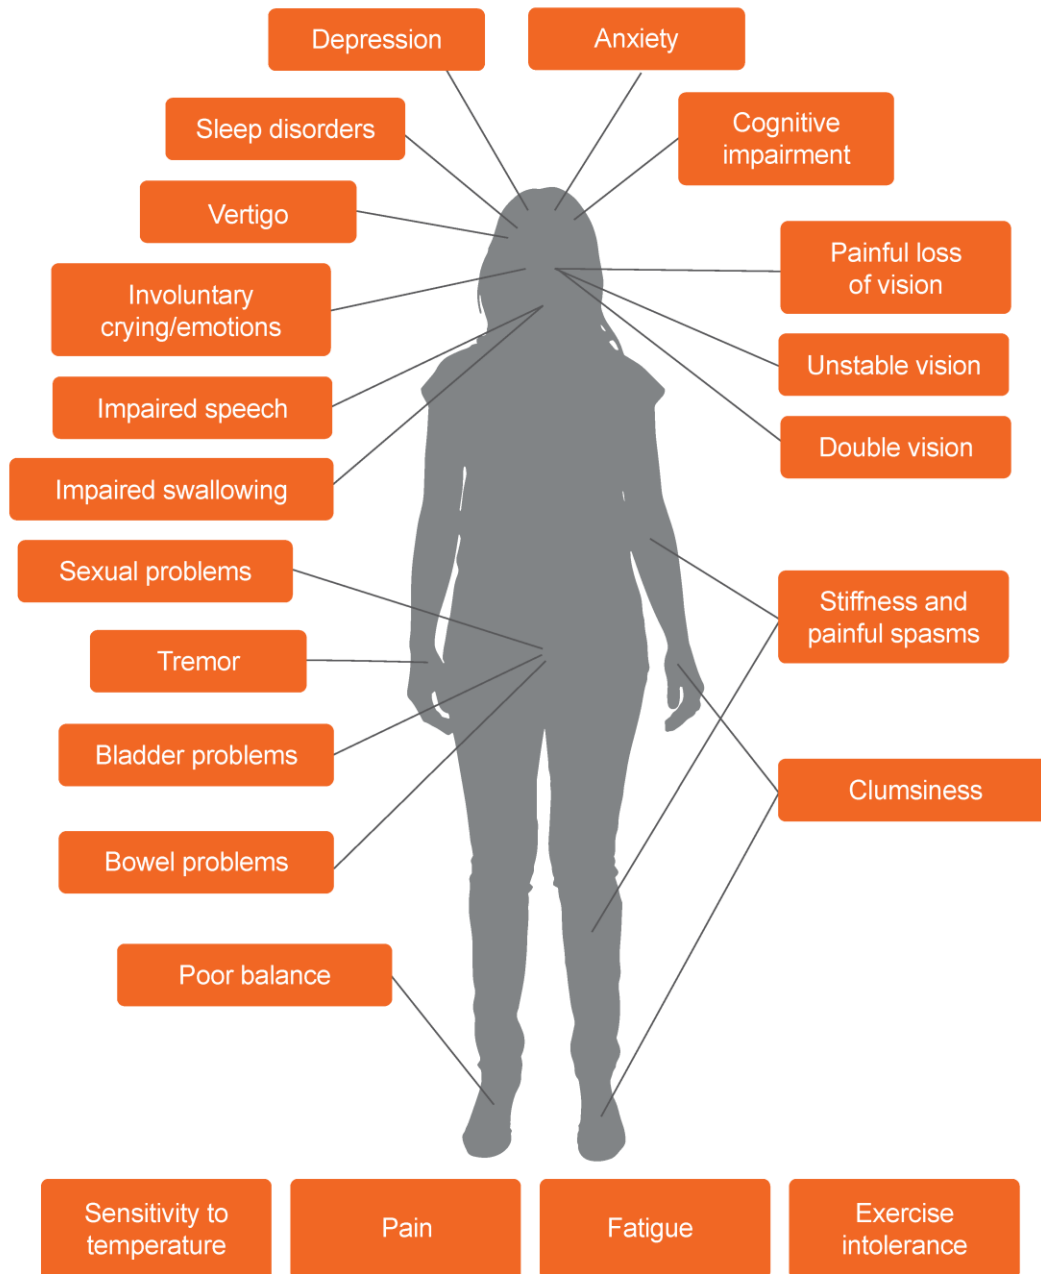 Depression
Anxiety
Sleep disorders
Cognitive
impairment
Vertigo
Painful loss
of vision
Involuntary
crying/emotions
Unstable vision
Impaired speech
Double vision
Impaired swallowing
Sexual problems
Stiffness and
painful spasms
Tremor
Bladder problems
Clumsiness
Bowel problems
Poor balance
Sensitivity to
temperature
Pain
Fatigue
Exercise
intolerance